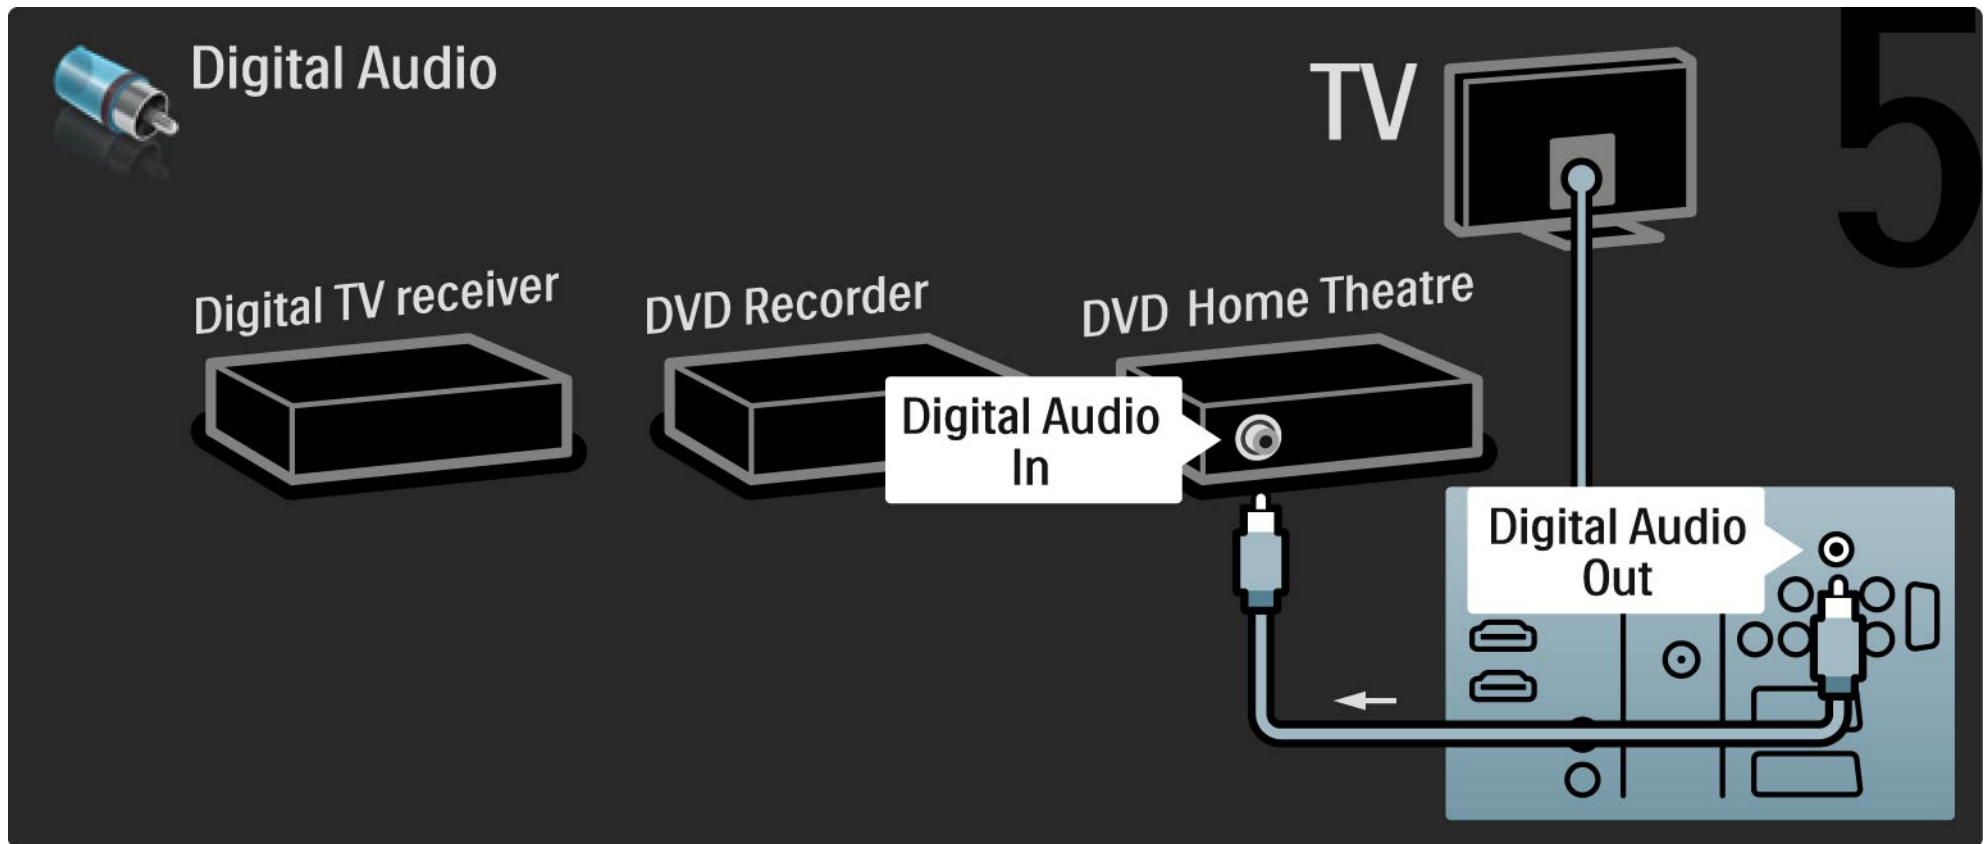 Digital Audio
TV
5
Digital TV receiver
DVD Recorder
DVD Home Theatre
Digital Audio
In
Digital Audio
Out